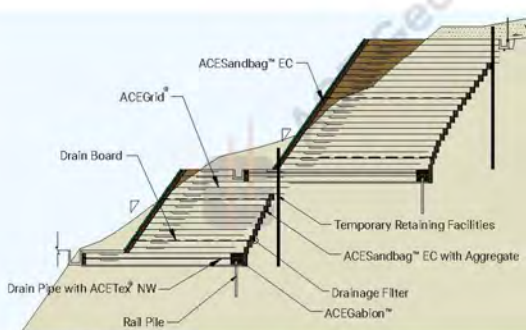 ACESandbag™ EC
ACEGrid®
Drain Board
Temporary Retaining Facilities
ACESandbag™ EC with Aggregate
Drain Pipe with ACETex® NW
Drainage Filter
ACEGabion™
Rail Pile